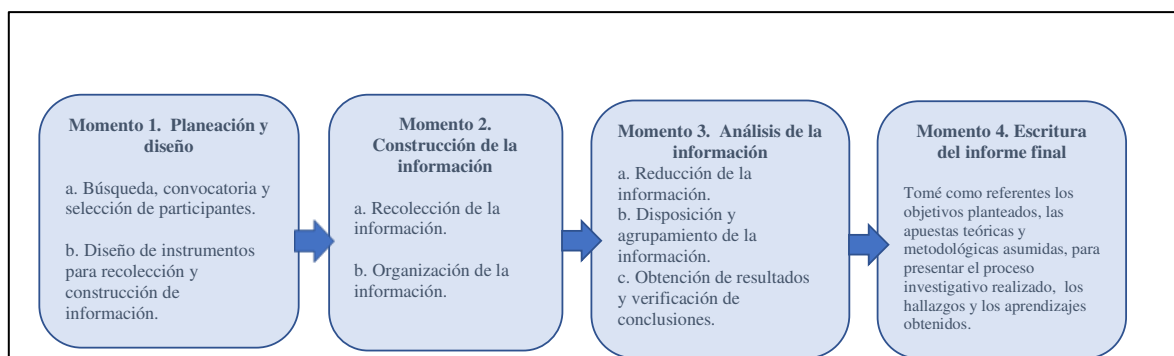 Momento 1. Planeación y
diseño
a. Búsqueda, convocatoria y
selección de participantes.
b. Diseño de instrumentos
para recolección y
construcción de
información.
Momento 2.
Construcción de la
información
a. Recolección de la
información.
b. Organización de la
información.
Momento 3. Análisis de la
información
a. Reducción de la
información.
b. Disposición y
agrupamiento de la
información.
c. Obtención de resultados
y verificación de
conclusiones.
Momento 4. Escritura
del informe final
Tomé como referentes los
objetivos planteados, las
apuestas teóricas y
metodológicas asumidas, para
presentar el proceso
investigativo realizado, los
hallazgos y los aprendizajes
obtenidos.